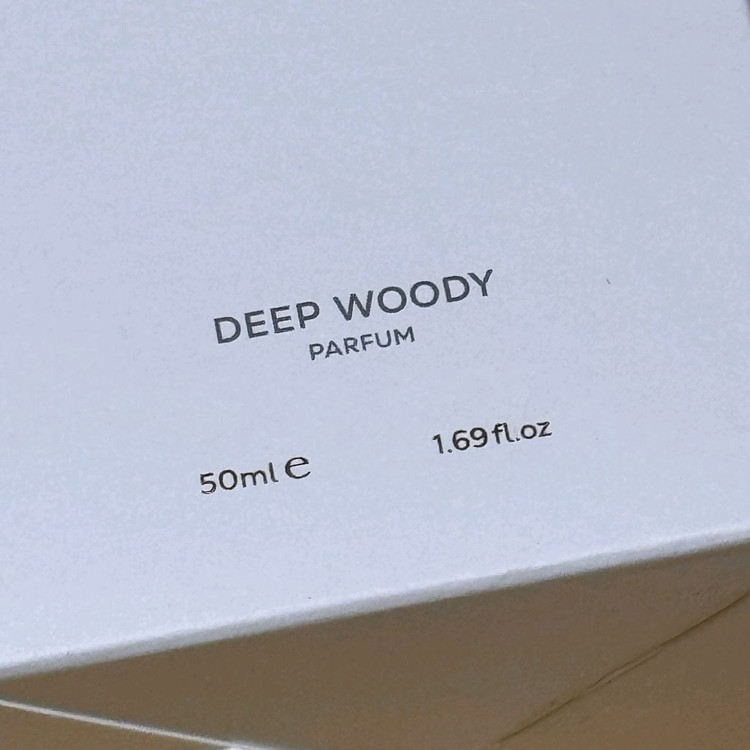 DEEP WOODY
PARFUM
50ml ℮ 1.69 fl.oz